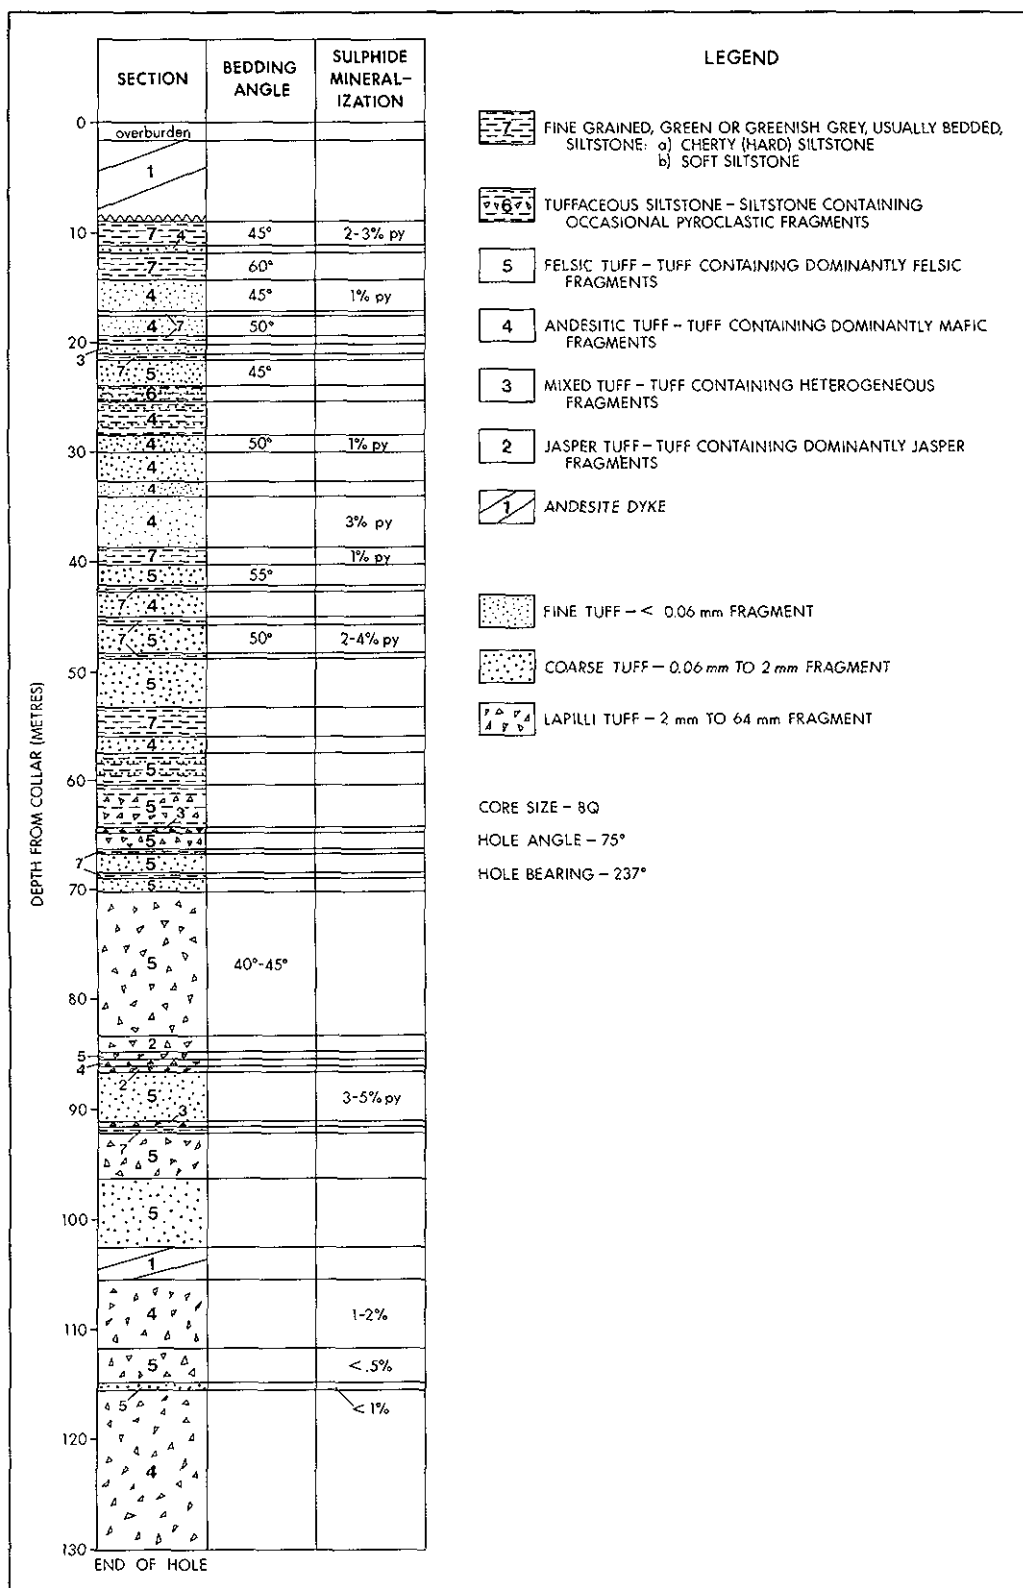 SECTION
BEDDING
ANGLE
SULPHIDE
MINERAL-
IZATION
DEPTH FROM COLLAR (METRES)
0
overburden
1
10
7 4 45° 2-3% py
7 60°
4 45° 1% py
4 7 50°
20
3
7 5 45°
6
4
4 50° 1% py
30
4
4
4 3% py
7 1% py
40
5 55°
7 4
7 5 50° 2-4% py
50
5
7
4
5
60
5 3
5
7 5
5
70
5 40°-45°
80
2
5
4
2 5 3-5% py
90
3
7
5
5
100
1
4 1-2%
110
5 <.5%
5 <1%
120
4
130
END OF HOLE
LEGEND
7 FINE GRAINED, GREEN OR GREENISH GREY, USUALLY BEDDED,
SILTSTONE: a) CHERTY (HARD) SILTSTONE
b) SOFT SILTSTONE
6 TUFFACEOUS SILTSTONE – SILTSTONE CONTAINING
OCCASIONAL PYROCLASTIC FRAGMENTS
5 FELSIC TUFF – TUFF CONTAINING DOMINANTLY FELSIC
FRAGMENTS
4 ANDESITIC TUFF – TUFF CONTAINING DOMINANTLY MAFIC
FRAGMENTS
3 MIXED TUFF – TUFF CONTAINING HETEROGENEOUS
FRAGMENTS
2 JASPER TUFF – TUFF CONTAINING DOMINANTLY JASPER
FRAGMENTS
1 ANDESITE DYKE
FINE TUFF – < 0.06 mm FRAGMENT
COARSE TUFF – 0.06 mm TO 2 mm FRAGMENT
LAPILLI TUFF – 2 mm TO 64 mm FRAGMENT
CORE SIZE – BQ
HOLE ANGLE – 75°
HOLE BEARING – 237°